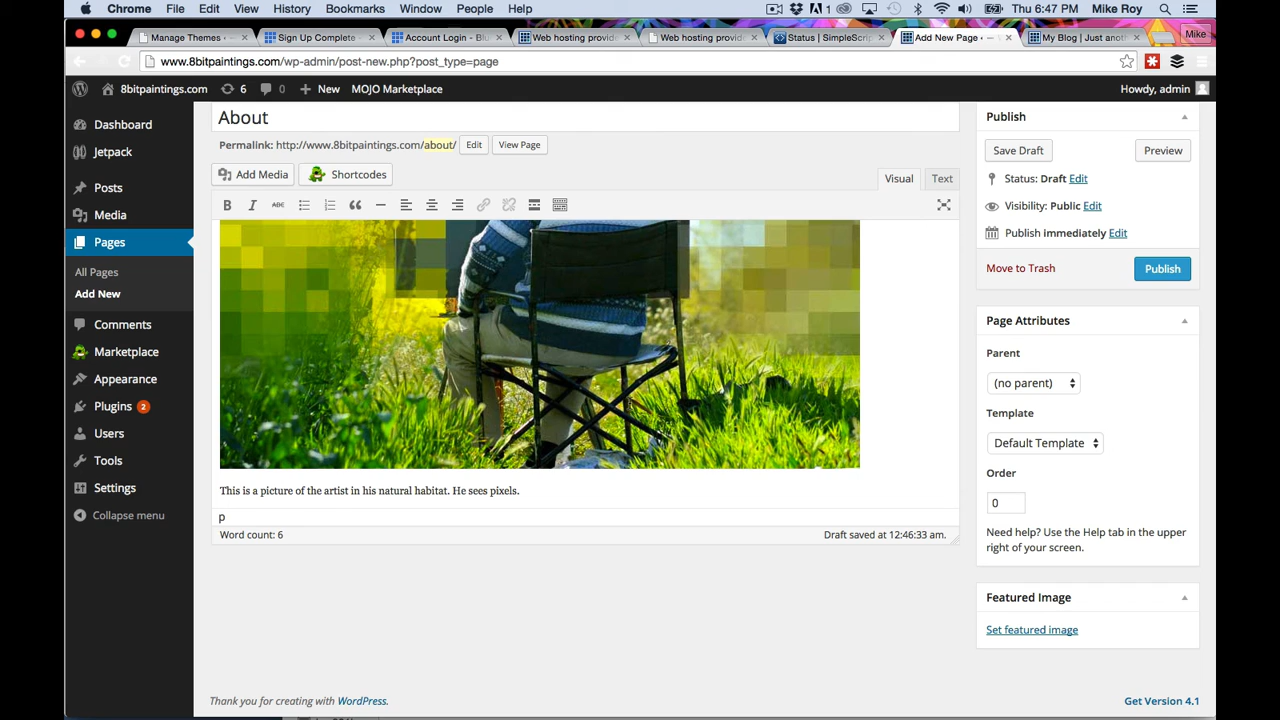 Chrome File Edit View History Bookmarks Window People Help 1 Thu 6:47 PM Mike Roy
Manage Themes Sign Up Complete Account Login - Blu Web hosting provid Web hosting provid Status | SimpleScrip Add New Page My Blog | Just anot Mike
www.8bitpaintings.com/wp-admin/post-new.php?post_type=page
8bitpaintings.com 6 0 + New MOJO Marketplace Howdy, admin
Dashboard
Jetpack
Posts
Media
Pages
All Pages
Add New
Comments
Marketplace
Appearance
Plugins 2
Users
Tools
Settings
Collapse menu
About
Permalink: http://www.8bitpaintings.com/about/ Edit View Page
Add Media Shortcodes Visual Text
B I ABC
This is a picture of the artist in his natural habitat. He sees pixels.
p
Word count: 6 Draft saved at 12:46:33 am.
Publish
Save Draft Preview
Status: Draft Edit
Visibility: Public Edit
Publish immediately Edit
Move to Trash Publish
Page Attributes
Parent
(no parent)
Template
Default Template
Order
0
Need help? Use the Help tab in the upper
right of your screen.
Featured Image
Set featured image
Thank you for creating with WordPress. Get Version 4.1